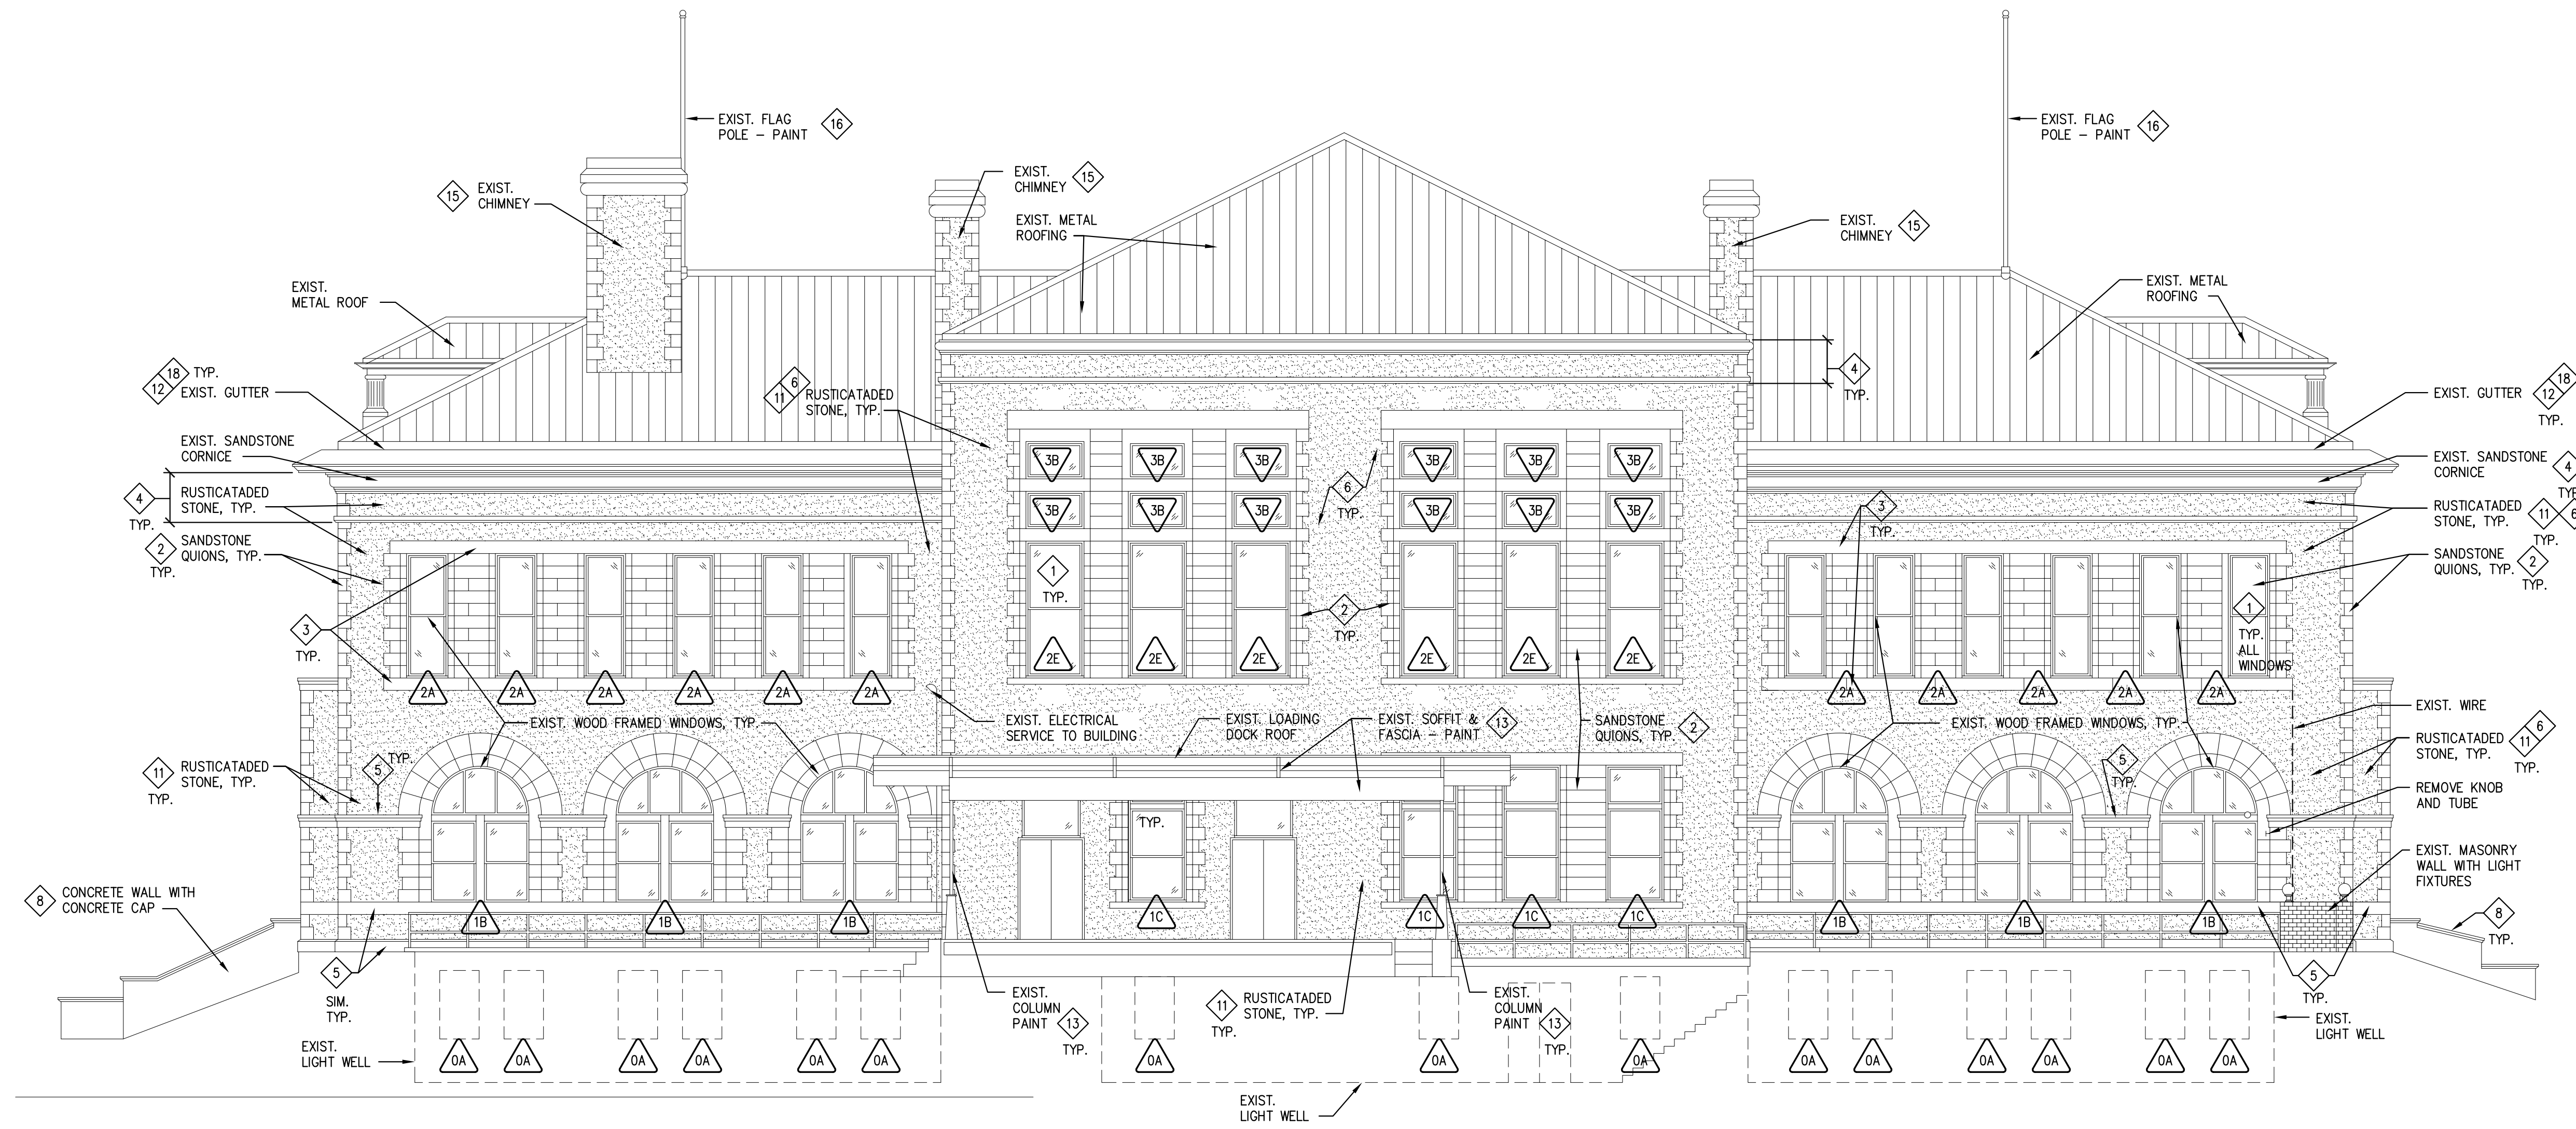 EXIST. FLAG
POLE – PAINT
16
EXIST. FLAG
POLE – PAINT
16
15
EXIST.
CHIMNEY
EXIST.
CHIMNEY
15
EXIST. METAL
ROOFING
EXIST.
CHIMNEY
15
EXIST.
METAL ROOF
EXIST. METAL
ROOFING
18
TYP.
12
EXIST. GUTTER
6
11
RUSTICATADED
STONE, TYP.
4
TYP.
EXIST. GUTTER
18
12
TYP.
EXIST. SANDSTONE
CORNICE
4
TYP.
RUSTICATADED
STONE, TYP.
2
TYP.
SANDSTONE
QUIONS, TYP.
3
TYP.
3B 3B 3B 3B 3B 3B
3B 3B 3B 3B 3B 3B
6
TYP.
1
TYP.
2
TYP.
2E 2E 2E 2E 2E 2E
3
TYP.
EXIST. SANDSTONE
CORNICE
4
TYP.
RUSTICATADED
STONE, TYP.
11
6
TYP.
SANDSTONE
QUIONS, TYP.
2
TYP.
1
TYP.
ALL
WINDOWS
2A 2A 2A 2A 2A 2A
2A 2A 2A 2A 2A
EXIST. WOOD FRAMED WINDOWS, TYP.
EXIST. ELECTRICAL
SERVICE TO BUILDING
EXIST. LOADING
DOCK ROOF
EXIST. SOFFIT &
FASCIA – PAINT
13
SANDSTONE
QUIONS, TYP.
2
EXIST. WOOD FRAMED WINDOWS, TYP.
EXIST. WIRE
RUSTICATADED
STONE, TYP.
6
11
TYP.
11
TYP.
RUSTICATADED
STONE, TYP.
5
TYP.
5
TYP.
REMOVE KNOB
AND TUBE
TYP.
EXIST. MASONRY
WALL WITH LIGHT
FIXTURES
8
CONCRETE WALL WITH
CONCRETE CAP
1B 1B 1B 1C 1C 1C 1C 1B 1B 1B
8
TYP.
5
SIM.
TYP.
EXIST.
COLUMN
PAINT
13
TYP.
11
TYP.
RUSTICATADED
STONE, TYP.
EXIST.
COLUMN
PAINT
13
TYP.
5
TYP.
EXIST.
LIGHT WELL
EXIST.
LIGHT WELL
0A 0A 0A 0A 0A 0A 0A 0A 0A 0A 0A 0A 0A 0A 0A
EXIST.
LIGHT WELL